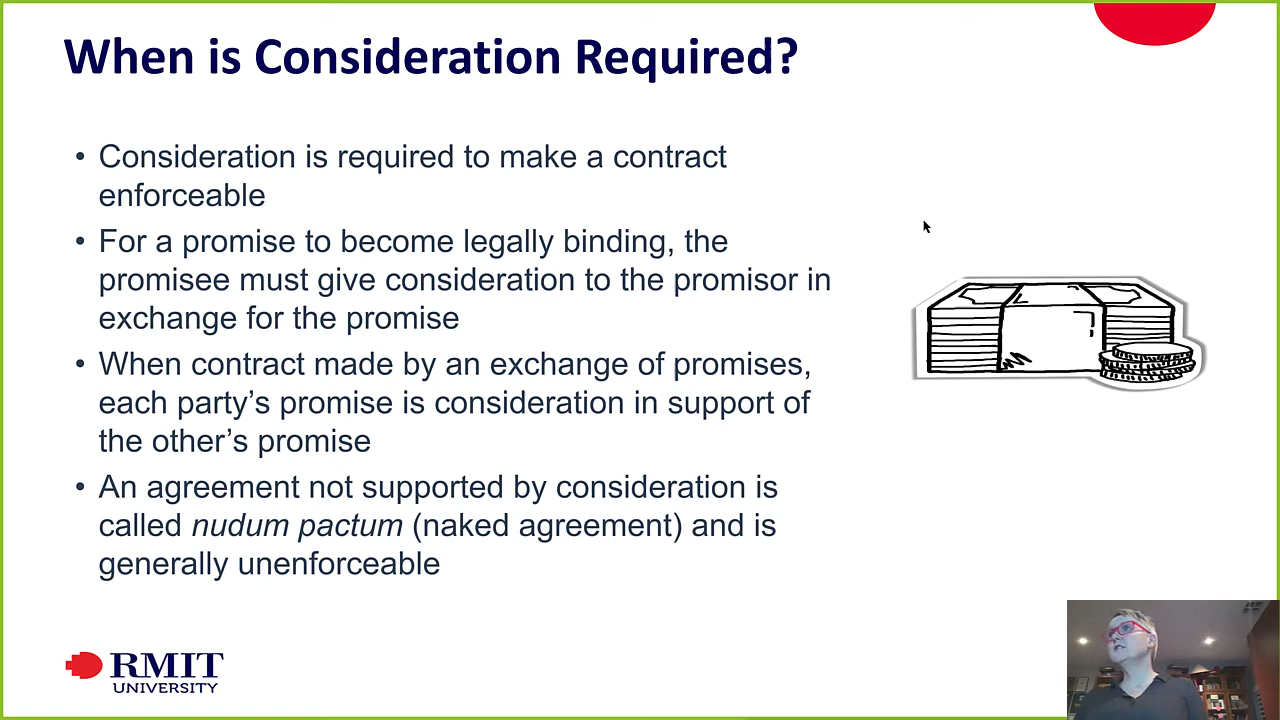 When is Consideration Required?
• Consideration is required to make a contract
enforceable
• For a promise to become legally binding, the
promisee must give consideration to the promisor in
exchange for the promise
• When contract made by an exchange of promises,
each party’s promise is consideration in support of
the other’s promise
• An agreement not supported by consideration is
called nudum pactum (naked agreement) and is
generally unenforceable
RMIT
UNIVERSITY